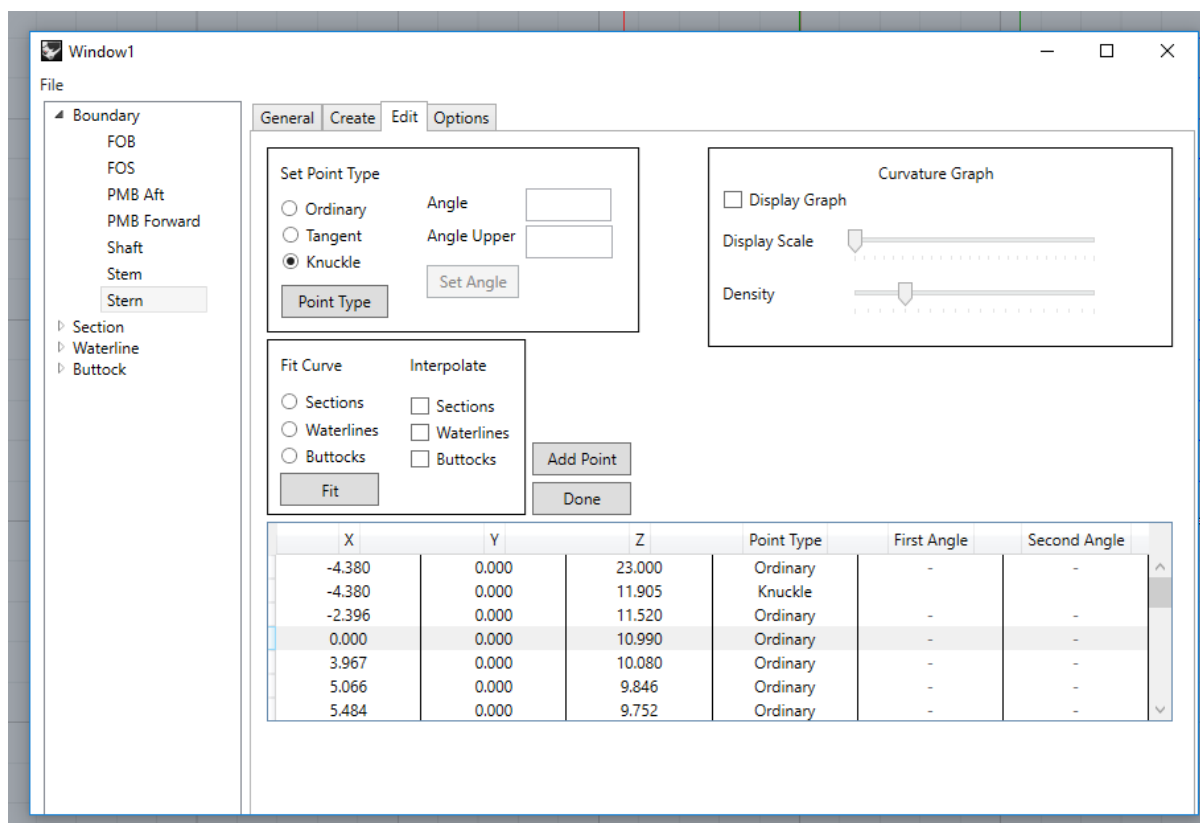 Window1
File
Boundary
FOB
FOS
PMB Aft
PMB Forward
Shaft
Stem
Stern
Section
Waterline
Buttock
General Create Edit Options
Set Point Type
Ordinary
Tangent
Knuckle
Point Type
Angle
Angle Upper
Set Angle
Curvature Graph
Display Graph
Display Scale
Density
Fit Curve
Sections
Waterlines
Buttocks
Fit
Interpolate
Sections
Waterlines
Buttocks
Add Point
Done
X Y Z Point Type First Angle Second Angle
-4.380 0.000 23.000 Ordinary - -
-4.380 0.000 11.905 Knuckle
-2.396 0.000 11.520 Ordinary - -
0.000 0.000 10.990 Ordinary - -
3.967 0.000 10.080 Ordinary - -
5.066 0.000 9.846 Ordinary - -
5.484 0.000 9.752 Ordinary - -